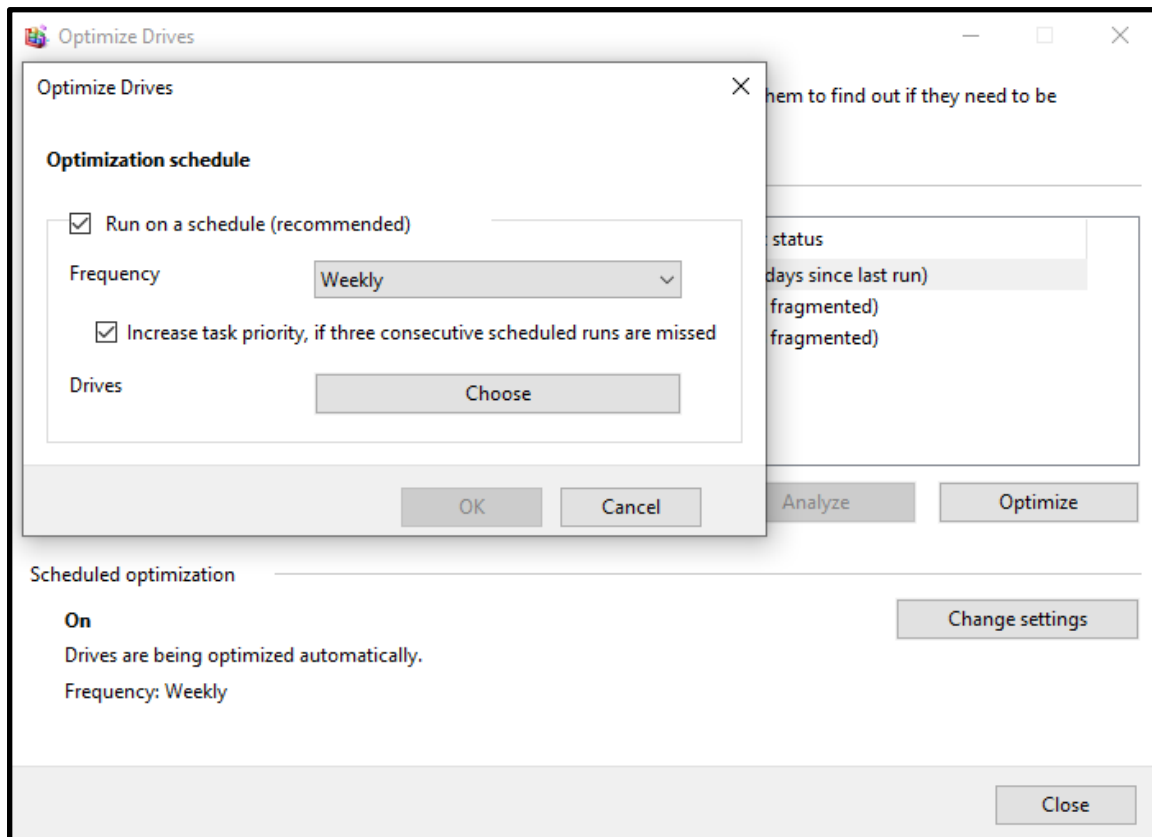 Optimize Drives
Optimize Drives
hem to find out if they need to be
Optimization schedule
Run on a schedule (recommended)
status
Frequency
Weekly
days since last run)
fragmented)
Increase task priority, if three consecutive scheduled runs are missed
fragmented)
Drives
Choose
OK
Cancel
Analyze
Optimize
Scheduled optimization
On
Change settings
Drives are being optimized automatically.
Frequency: Weekly
Close